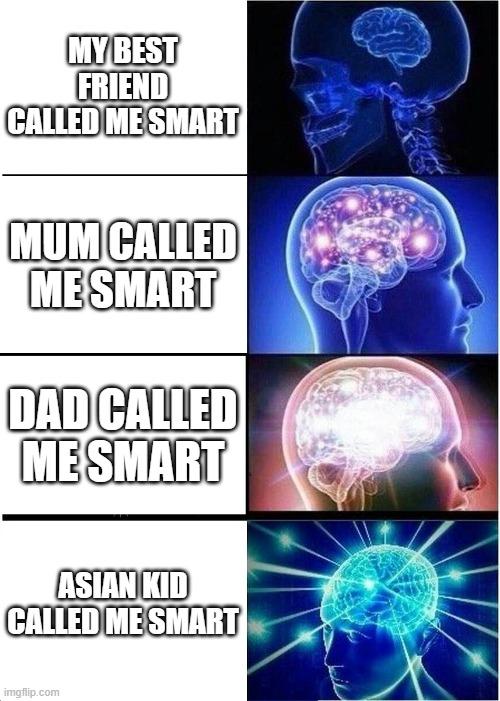 MY BEST
FRIEND
CALLED ME SMART
MUM CALLED
ME SMART
DAD CALLED
ME SMART
ASIAN KID
CALLED ME SMART
imgflip.com